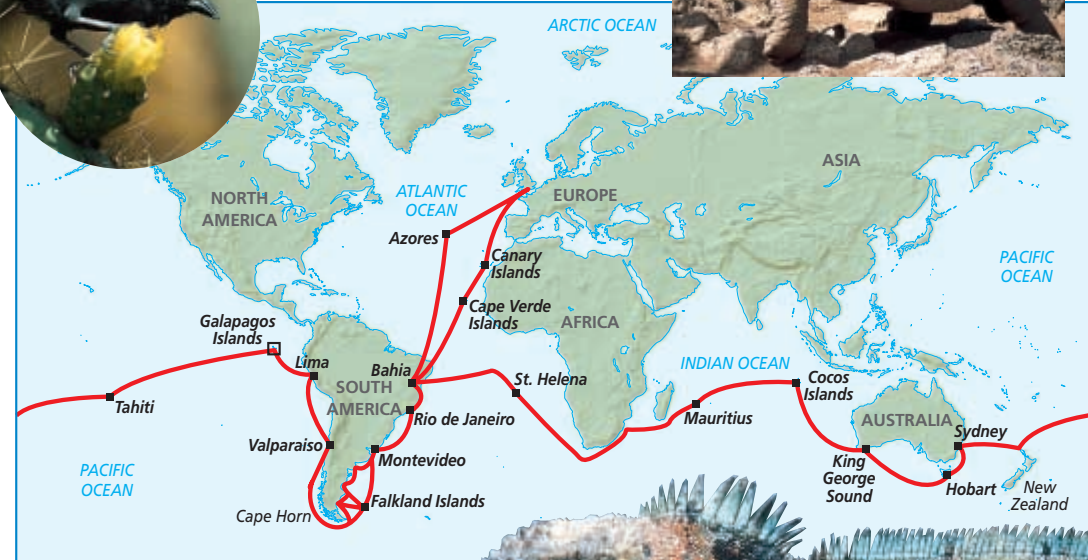 ARCTIC OCEAN
NORTH
AMERICA
ATLANTIC
OCEAN
EUROPE
ASIA
PACIFIC
OCEAN
Azores
Canary
Islands
Cape Verde
Islands
AFRICA
Galapagos
Islands
Lima
Bahia
SOUTH
AMERICA
St. Helena
INDIAN OCEAN
Cocos
Islands
Tahiti
Rio de Janeiro
Mauritius
AUSTRALIA
Sydney
Valparaiso
Montevideo
King
George
Sound
PACIFIC
OCEAN
Falkland Islands
Cape Horn
Hobart
New
Zealand